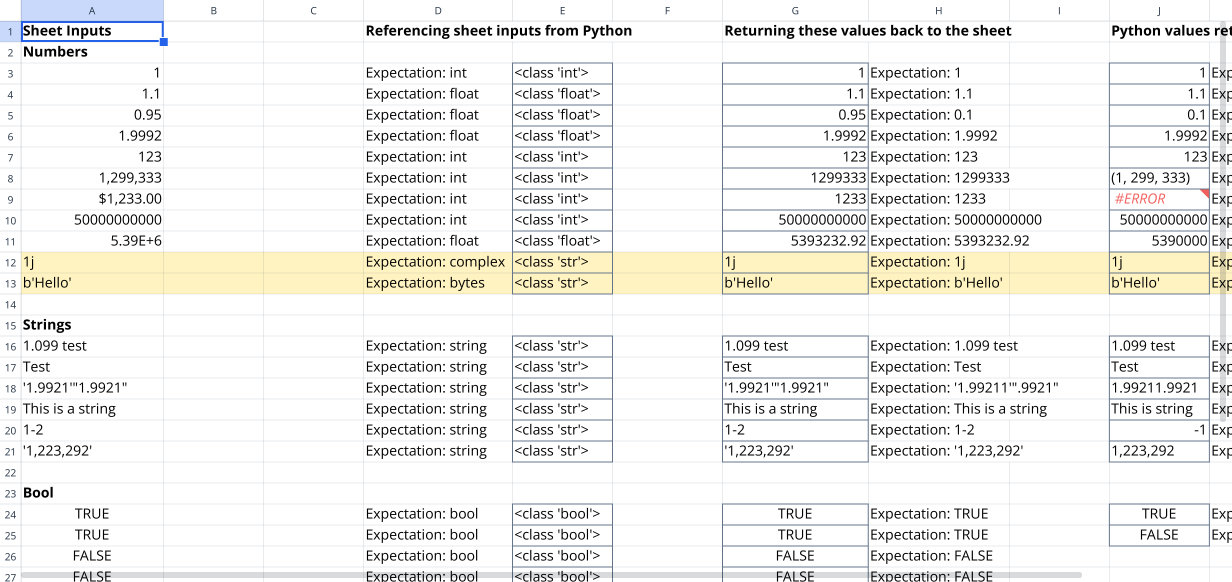 A B C D E F G H I J
1 Sheet Inputs Referencing sheet inputs from Python Returning these values back to the sheet Python values ret
2 Numbers
3 1 Expectation: int <class 'int'> 1 Expectation: 1 1 Exp
4 1.1 Expectation: float <class 'float'> 1.1 Expectation: 1.1 1.1 Exp
5 0.95 Expectation: float <class 'float'> 0.95 Expectation: 0.1 0.1 Exp
6 1.9992 Expectation: float <class 'float'> 1.9992 Expectation: 1.9992 1.9992 Exp
7 123 Expectation: int <class 'int'> 123 Expectation: 123 123 Exp
8 1,299,333 Expectation: int <class 'int'> 1299333 Expectation: 1299333 (1, 299, 333) Exp
9 $1,233.00 Expectation: int <class 'int'> 1233 Expectation: 1233 #ERROR Exp
10 50000000000 Expectation: int <class 'int'> 50000000000 Expectation: 50000000000 50000000000 Exp
11 5.39E+6 Expectation: float <class 'float'> 5393232.92 Expectation: 5393232.92 5390000 Exp
12 1j Expectation: complex <class 'str'> 1j Expectation: 1j 1j Exp
13 b'Hello' Expectation: bytes <class 'str'> b'Hello' Expectation: b'Hello' b'Hello' Exp
14
15 Strings
16 1.099 test Expectation: string <class 'str'> 1.099 test Expectation: 1.099 test 1.099 test Exp
17 Test Expectation: string <class 'str'> Test Expectation: Test Test Exp
18 '1.9921'"1.9921" Expectation: string <class 'str'> '1.9921'"1.9921" Expectation: '1.99211'".9921" 1.99211.9921 Exp
19 This is a string Expectation: string <class 'str'> This is a string Expectation: This is a string This is string Exp
20 1-2 Expectation: string <class 'str'> 1-2 Expectation: 1-2 -1 Exp
21 '1,223,292' Expectation: string <class 'str'> '1,223,292' Expectation: '1,223,292' 1,223,292 Exp
22
23 Bool
24 TRUE Expectation: bool <class 'bool'> TRUE Expectation: TRUE TRUE Exp
25 TRUE Expectation: bool <class 'bool'> TRUE Expectation: TRUE FALSE Exp
26 FALSE Expectation: bool <class 'bool'> FALSE Expectation: FALSE
27 FALSE Expectation: bool <class 'bool'> FALSE Expectation: FALSE